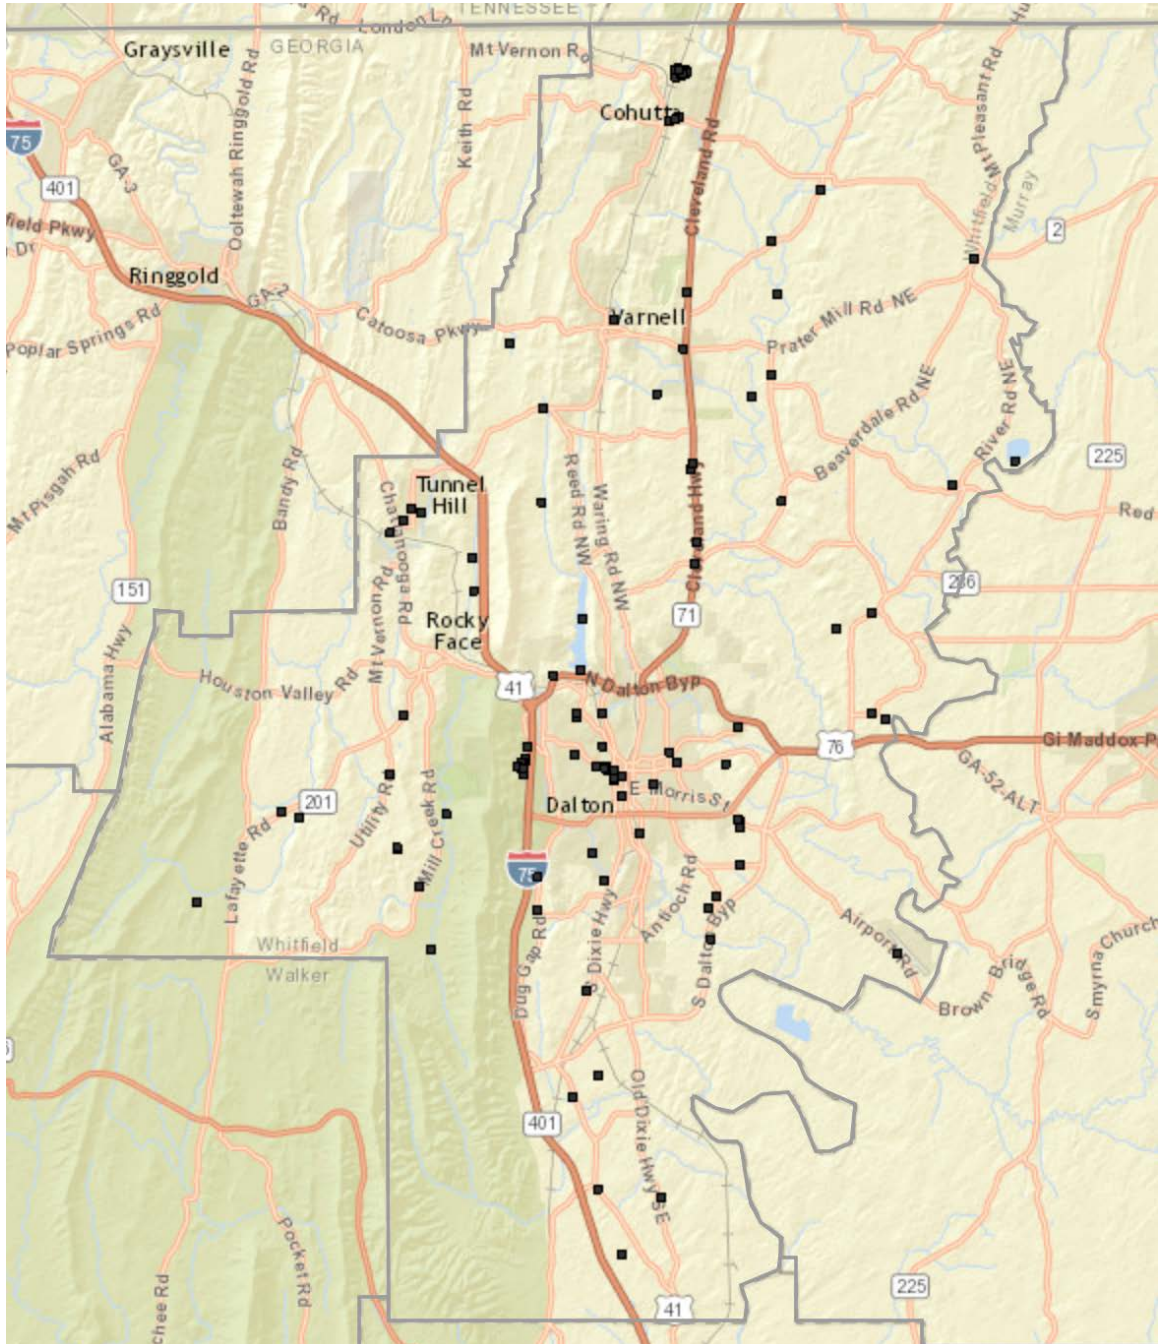 TENNESSEE
London Ln
Graysville
GEORGIA
Mt Vernon R
Keith Rd
Ooltewah Ringgold Rd
Mt Pleasant Rd
Cohutta
75
GA-3
401
Cleveland Rd
Whitfield
Murray
2
field Pkwy
Dr
Ringgold
GA-2
Catoosa Pkwy
Varnell
Prater Mill Rd NE
Poplar Springs Rd
River Rd NE
Beaverdale Rd NE
225
Mt Pisgah Rd
Bandy Rd
Tunnel
Hill
Chattanooga Rd
Reed Rd NW
Waring Rd NW
Cleveland Hwy
Red
151
286
Rocky
Face
71
Mt Vernon Rd
Alabama Hwy
Houston Valley Rd
41
N Dalton Byp
76
Gi Maddox P
GA-52-ALT
201
Utility R
Mill Creek Rd
Dalton
E Morris St
Lafayette Rd
75
Antioch Rd
S Dixie Hwy
Dug Gap Rd
S Dalton Byp
Airport Rd
Smyrna Church
Whitfield
Walker
Brown Bridge Rd
Old Dixie Hwy SE
401
Pocket Rd
chee Rd
225
41